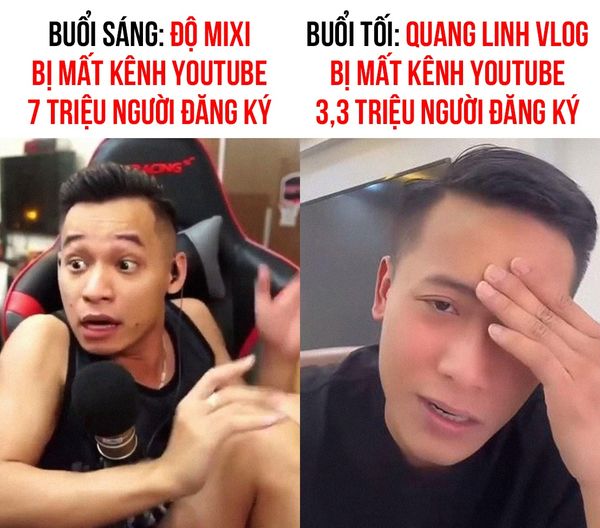 BUỔI SÁNG: ĐỘ MIXI
BỊ MẤT KÊNH YOUTUBE
7 TRIỆU NGƯỜI ĐĂNG KÝ
BUỔI TỐI: QUANG LINH VLOG
BỊ MẤT KÊNH YOUTUBE
3,3 TRIỆU NGƯỜI ĐĂNG KÝ
RACING